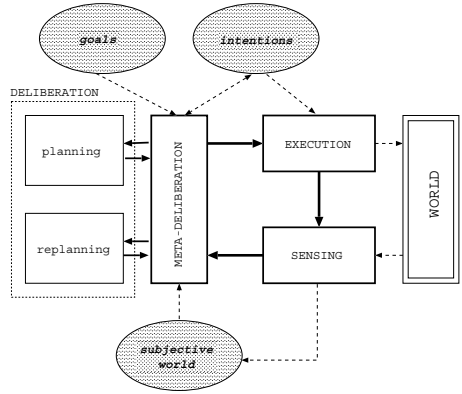 goals
intentions
DELIBERATION
planning
META-DELIBERATION
EXECUTION
WORLD
replanning
SENSING
subjective
world